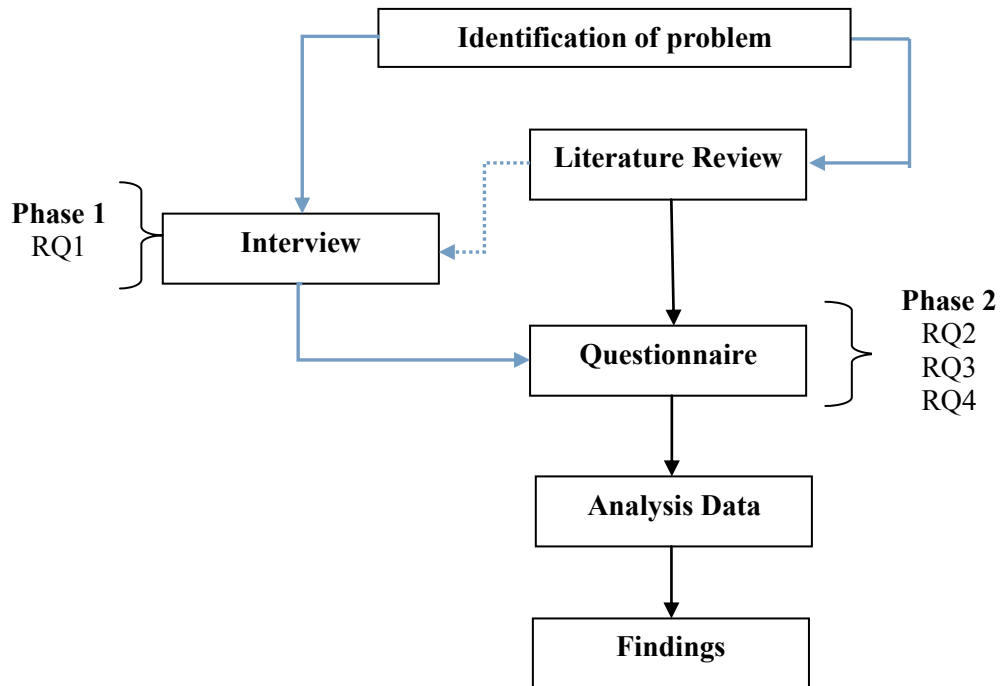 Identification of problem
Literature Review
Phase 1
RQ1
Interview
Phase 2
RQ2
RQ3
RQ4
Questionnaire
Analysis Data
Findings